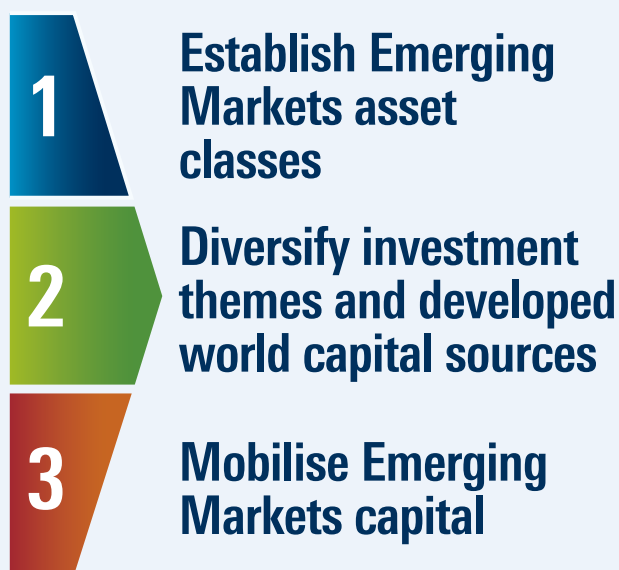 1
Establish Emerging
Markets asset
classes
2
Diversify investment
themes and developed
world capital sources
3
Mobilise Emerging
Markets capital